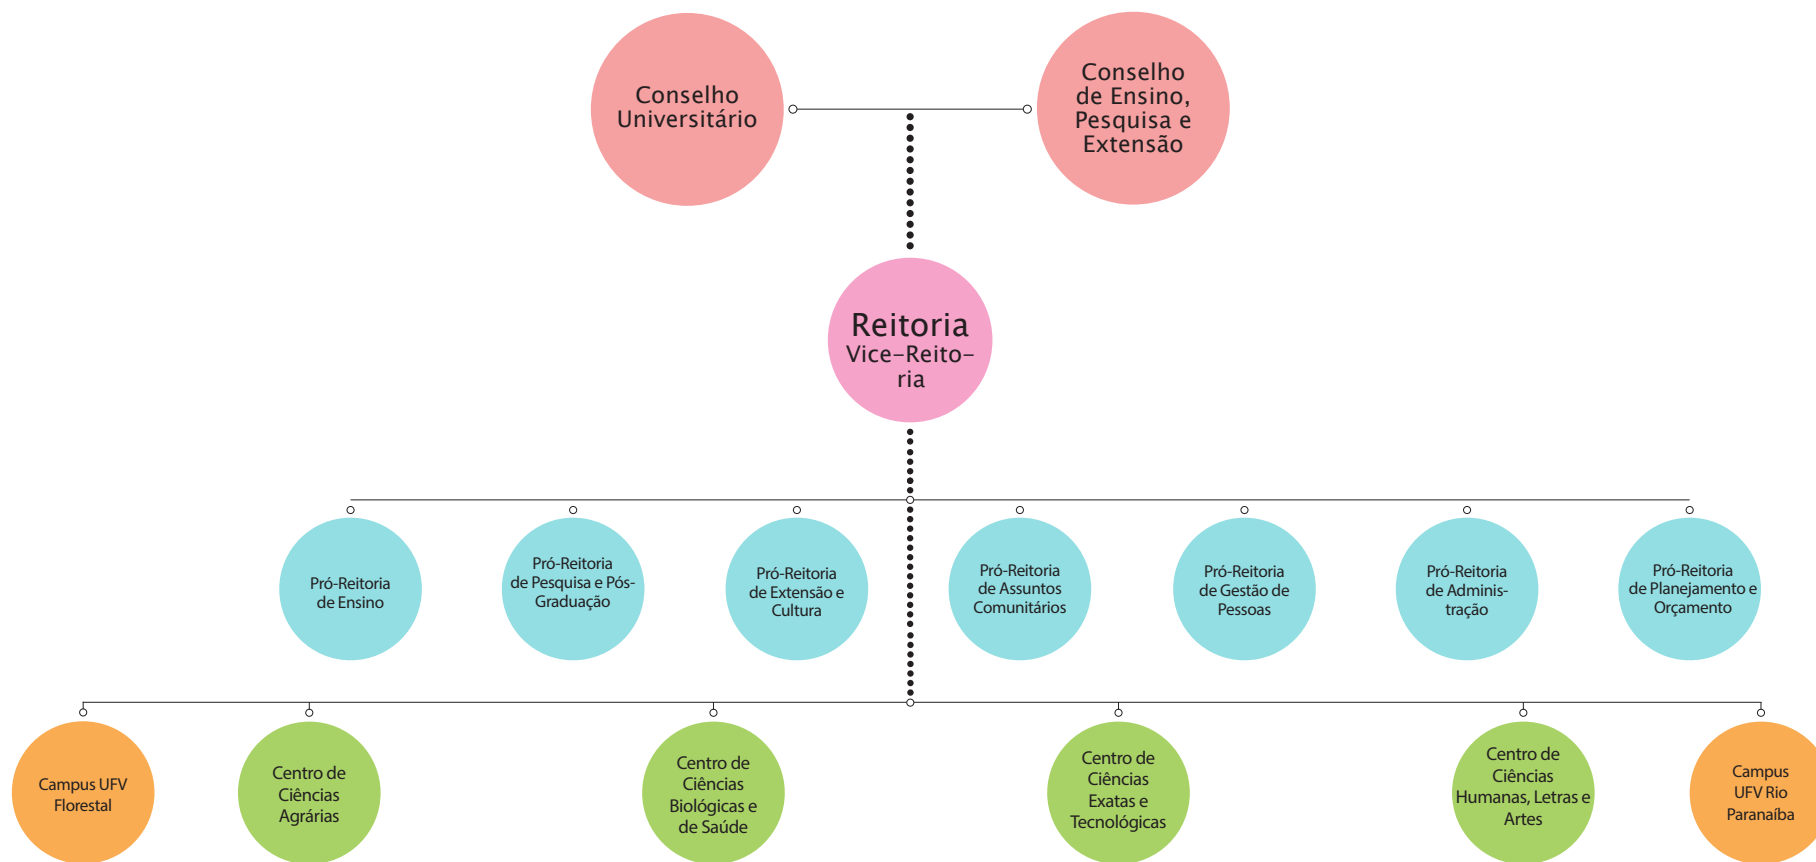 Conselho
Universitário
Conselho
de Ensino,
Pesquisa e
Extensão
Reitoria
Vice-Reito-
ria
Pró-Reitoria
de Ensino
Pró-Reitoria
de Pesquisa e Pós-
Graduação
Pró-Reitoria
de Extensão e
Cultura
Pró-Reitoria
de Assuntos
Comunitários
Pró-Reitoria
de Gestão de
Pessoas
Pró-Reitoria
de Adminis-
tração
Pró-Reitoria
de Planejamento e
Orçamento
Campus UFV
Florestal
Centro de
Ciências
Agrárias
Centro de
Ciências
Biológicas e
de Saúde
Centro de
Ciências
Exatas e
Tecnológicas
Centro de
Ciências
Humanas, Letras e
Artes
Campus
UFV Rio
Paranaíba